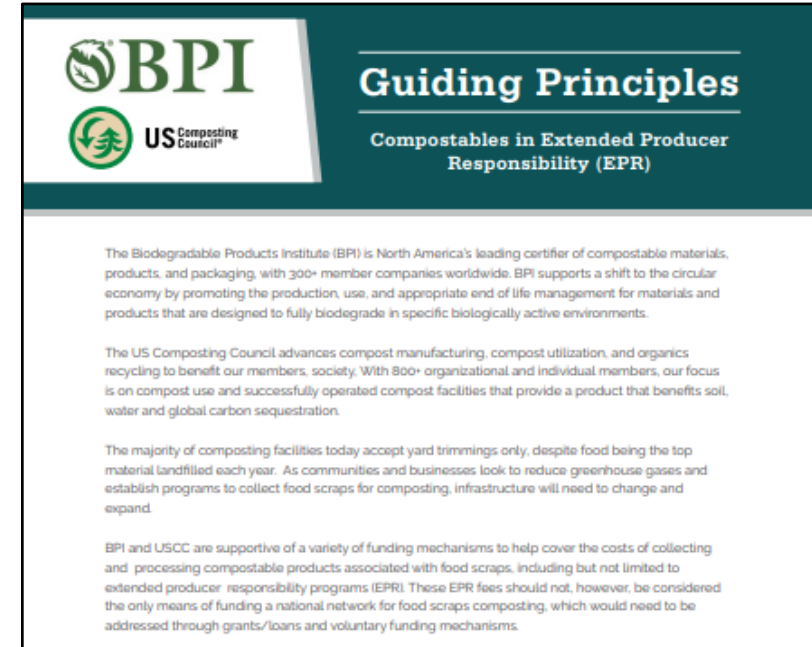 BPI
US Composting Council®
Guiding Principles
Compostables in Extended Producer
Responsibility (EPR)
The Biodegradable Products Institute (BPI) is North America's leading certifier of compostable materials,
products, and packaging, with 300+ member companies worldwide. BPI supports a shift to the circular
economy by promoting the production, use, and appropriate end of life management for materials and
products that are designed to fully biodegrade in specific biologically active environments.
The US Composting Council advances compost manufacturing, compost utilization, and organics
recycling to benefit our members, society. With 800+ organizational and individual members, our focus
is on compost use and successfully operated compost facilities that provide a product that benefits soil,
water and global carbon sequestration.
The majority of composting facilities today accept yard trimmings only, despite food being the top
material landfilled each year. As communities and businesses look to reduce greenhouse gases and
establish programs to collect food scraps for composting, infrastructure will need to change and
expand.
BPI and USCC are supportive of a variety of funding mechanisms to help cover the costs of collecting
and processing compostable products associated with food scraps, including but not limited to
extended producer responsibility programs (EPR). These EPR fees should not, however, be considered
the only means of funding a national network for food scraps composting, which would need to be
addressed through grants/loans and voluntary funding mechanisms.